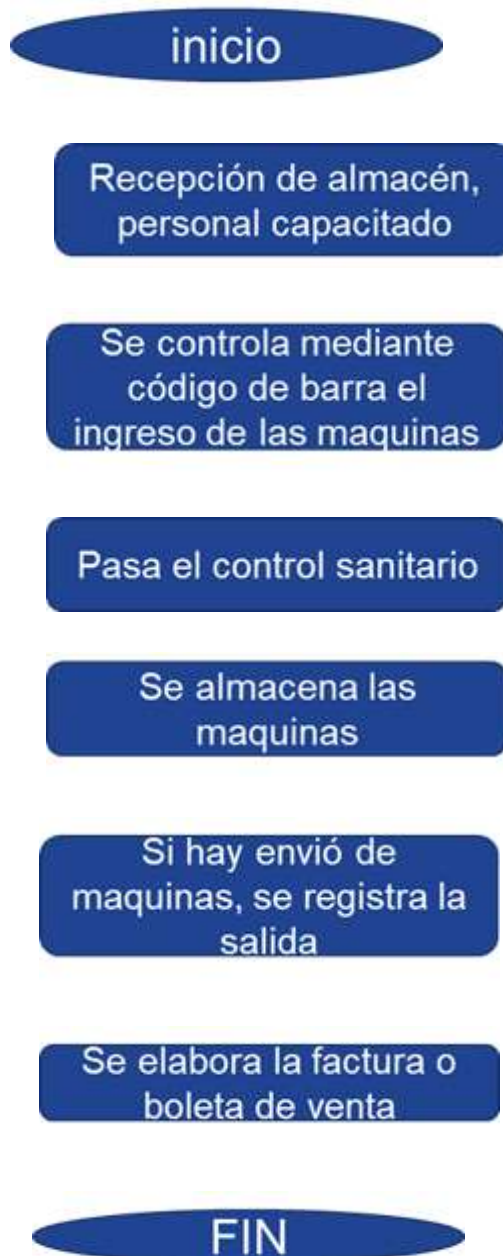 inicio
Recepción de almacén,
personal capacitado
Se controla mediante
código de barra el
ingreso de las maquinas
Pasa el control sanitario
Se almacena las
maquinas
Si hay envió de
maquinas, se registra la
salida
Se elabora la factura o
boleta de venta
FIN